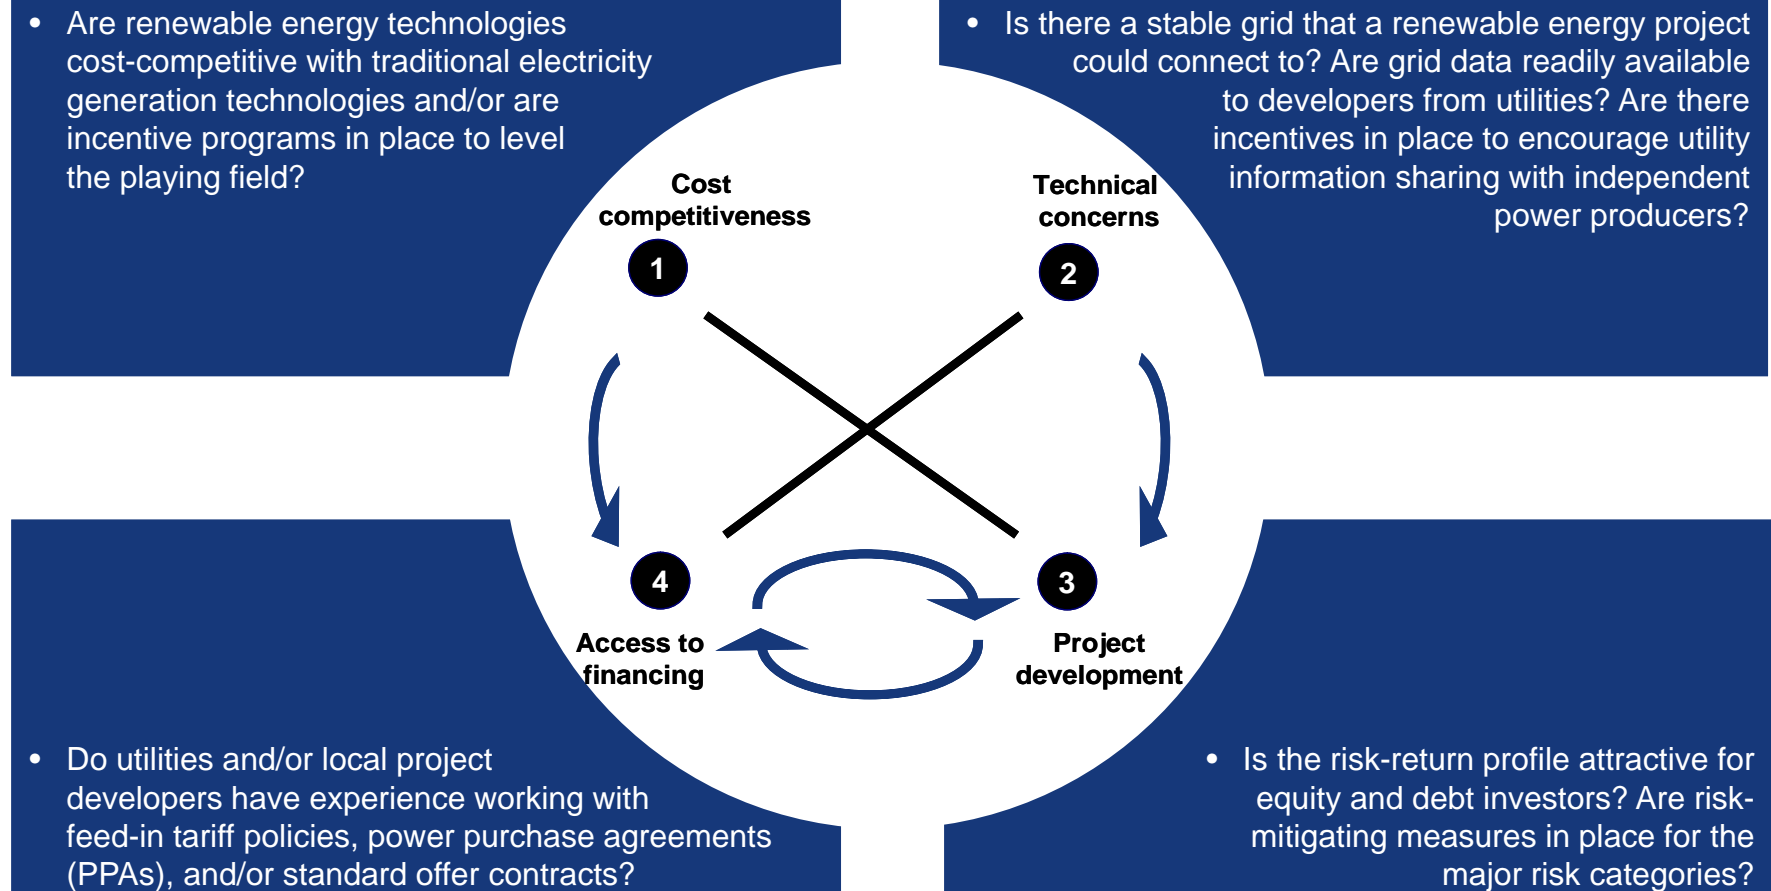 • Are renewable energy technologies
cost-competitive with traditional electricity
generation technologies and/or are
incentive programs in place to level
the playing field?
• Is there a stable grid that a renewable energy project
could connect to? Are grid data readily available
to developers from utilities? Are there
incentives in place to encourage utility
information sharing with independent
power producers?
Cost
competitiveness
1
Technical
concerns
2
4
Access to
financing
3
Project
development
• Do utilities and/or local project
developers have experience working with
feed-in tariff policies, power purchase agreements
(PPAs), and/or standard offer contracts?
• Is the risk-return profile attractive for
equity and debt investors? Are risk-
mitigating measures in place for the
major risk categories?